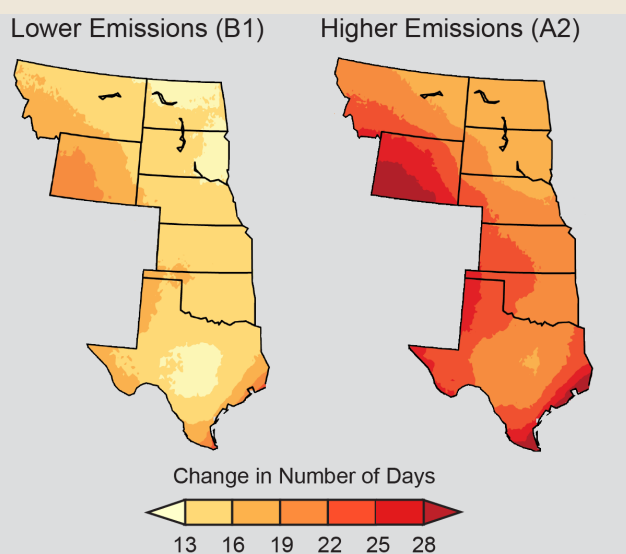 Lower Emissions (B1)
Higher Emissions (A2)
Change in Number of Days
13 16 19 22 25 28